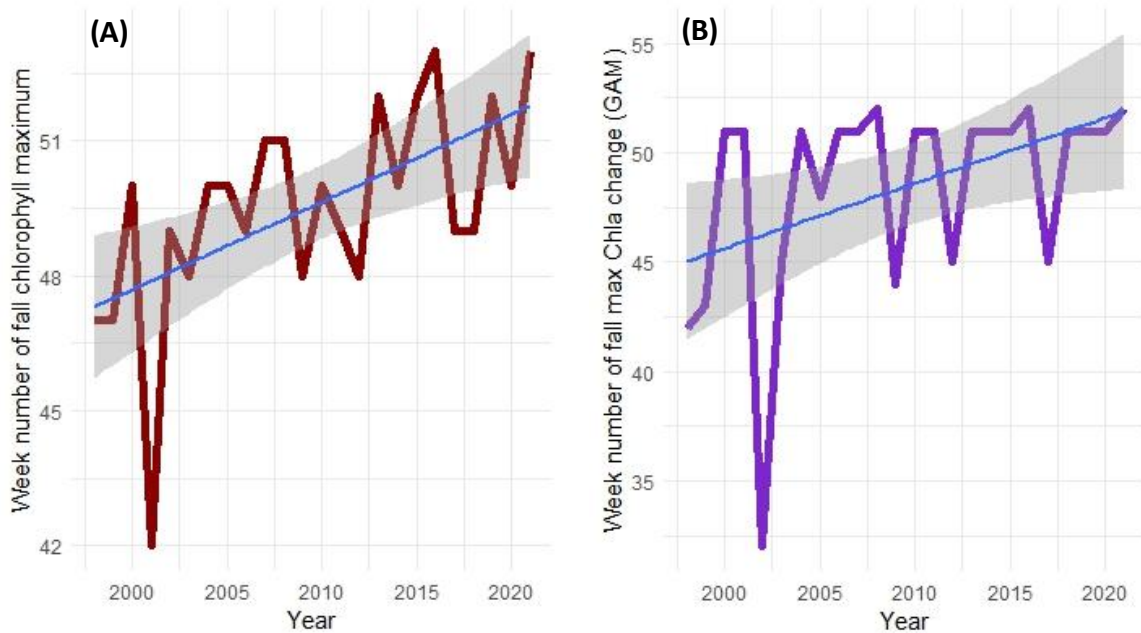 (A)
Week number of fall chlorophyll maximum
51
48
45
42
2000 2005 2010 2015 2020
Year
(B)
Week number of fall max Chla change (GAM)
55
50
45
40
35
2000 2005 2010 2015 2020
Year